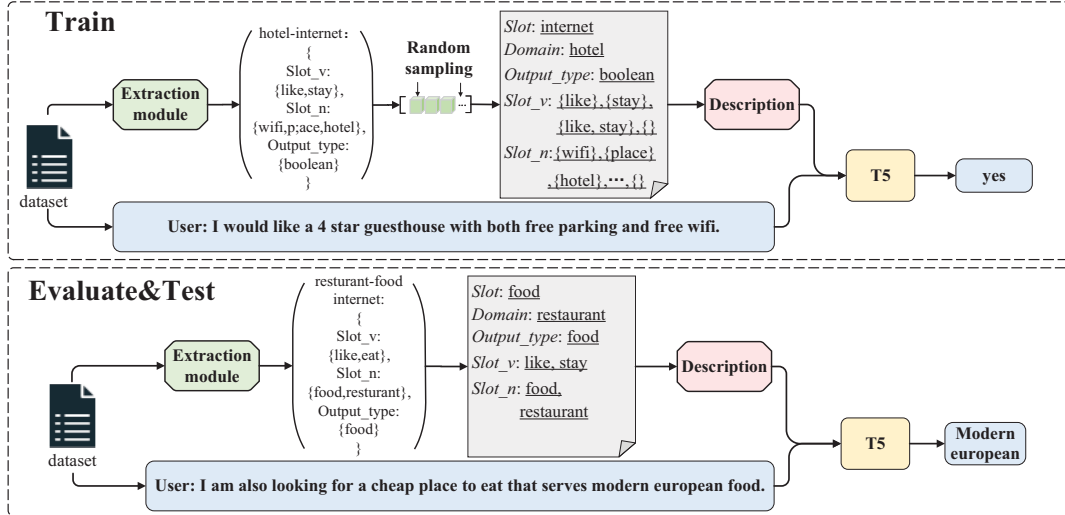 Train
dataset
Extraction
module
hotel-internet:
{
Slot_v:
{like,stay},
Slot_n:
{wifi,p;ace,hotel},
Output_type:
{boolean}
}
Random
sampling
[ ... ]
Slot: internet
Domain: hotel
Output_type: boolean
Slot_v: {like},{stay},
{like, stay},{}
Slot_n:{wifi},{place}
,{hotel},···,{}
Description
T5
yes
User: I would like a 4 star guesthouse with both free parking and free wifi.
Evaluate&Test
dataset
Extraction
module
resturant-food
internet:
{
Slot_v:
{like,eat},
Slot_n:
{food,resturant},
Output_type:
{food}
}
Slot: food
Domain: restaurant
Output_type: food
Slot_v: like, stay
Slot_n: food,
restaurant
Description
T5
Modern
european
User: I am also looking for a cheap place to eat that serves modern european food.